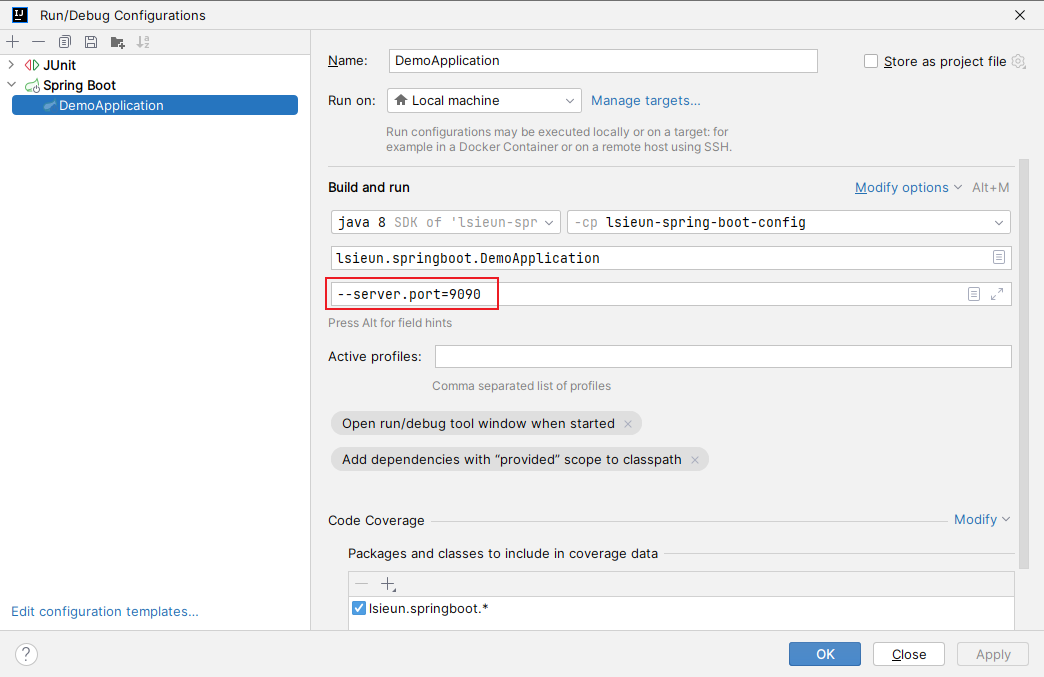 Run/Debug Configurations
JUnit
Spring Boot
DemoApplication
Name:
DemoApplication
Store as project file
Run on:
Local machine
Manage targets...
Run configurations may be executed locally or on a target: for
example in a Docker Container or on a remote host using SSH.
Build and run
Modify options
Alt+M
java 8 SDK of 'lsieun-spr
-cp lsieun-spring-boot-config
lsieun.springboot.DemoApplication
--server.port=9090
Press Alt for field hints
Active profiles:
Comma separated list of profiles
Open run/debug tool window when started
Add dependencies with “provided” scope to classpath
Code Coverage
Modify
Packages and classes to include in coverage data
lsieun.springboot.*
Edit configuration templates...
?
OK
Close
Apply